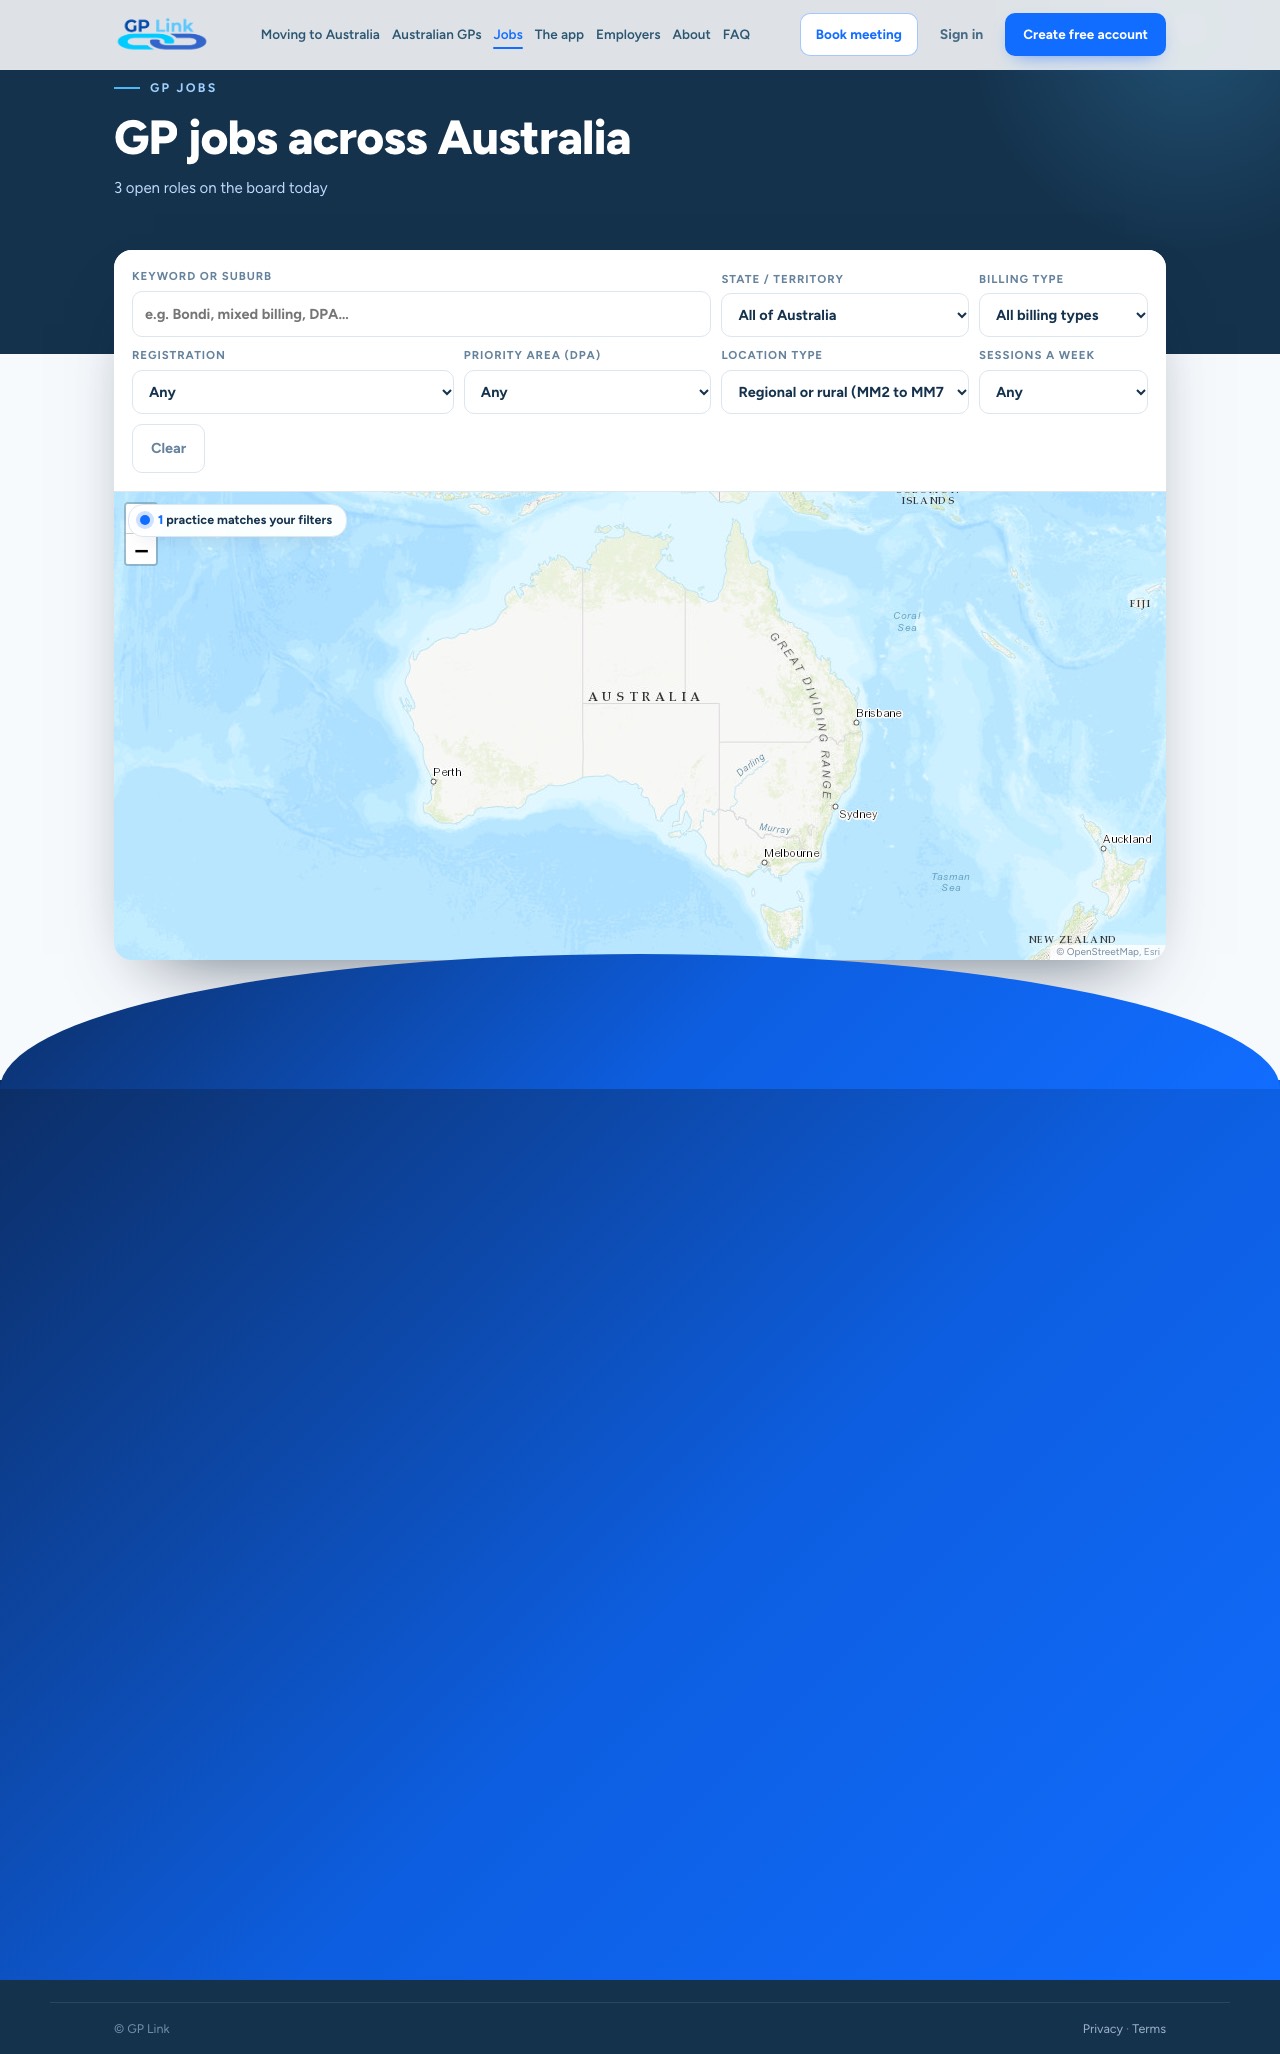 GP Link
Moving to Australia
Australian GPs
Jobs
The app
Employers
About
FAQ
Book meeting
Sign in
Create free account
GP JOBS
GP jobs across Australia
3 open roles on the board today
KEYWORD OR SUBURB
STATE / TERRITORY
BILLING TYPE
e.g. Bondi, mixed billing, DPA...
All of Australia
All billing types
REGISTRATION
PRIORITY AREA (DPA)
LOCATION TYPE
SESSIONS A WEEK
Any
Any
Regional or rural (MM2 to MM7
Any
Clear
1 practice matches your filters
−
ISLANDS
FIJI
Coral
Sea
GREAT DIVIDING RANGE
AUSTRALIA
Brisbane
Darling
Perth
Sydney
Murray
Melbourne
Auckland
Tasman
Sea
NEW ZEALAND
© OpenStreetMap, Esri
© GP Link
Privacy · Terms